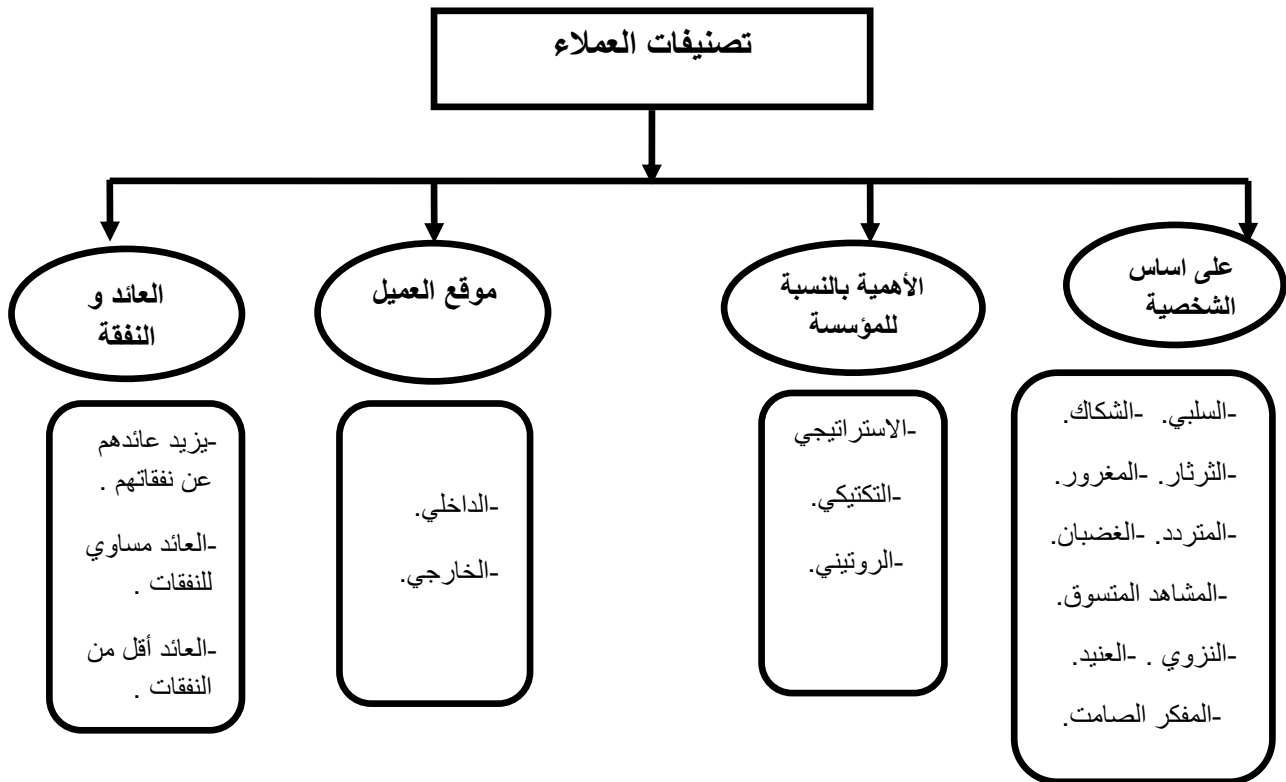 تصنيفات العملاء
على اساس
الشخصية
الأهمية بالنسبة
للمؤسسة
موقع العميل
العائد و
النفقة
-السلبي. -الشكاك.
-الثرثار. -المغرور.
-المتردد. -الغضبان.
-المشاهد المتسوق.
-النزوي . -العنيد.
-المفكر الصامت.
-الاستراتيجي
-التكتيكي.
-الروتيني.
-الداخلي.
-الخارجي.
-يزيد عائدهم
عن نفقاتهم .
-العائد مساوي
للنفقات .
-العائد أقل من
النفقات .